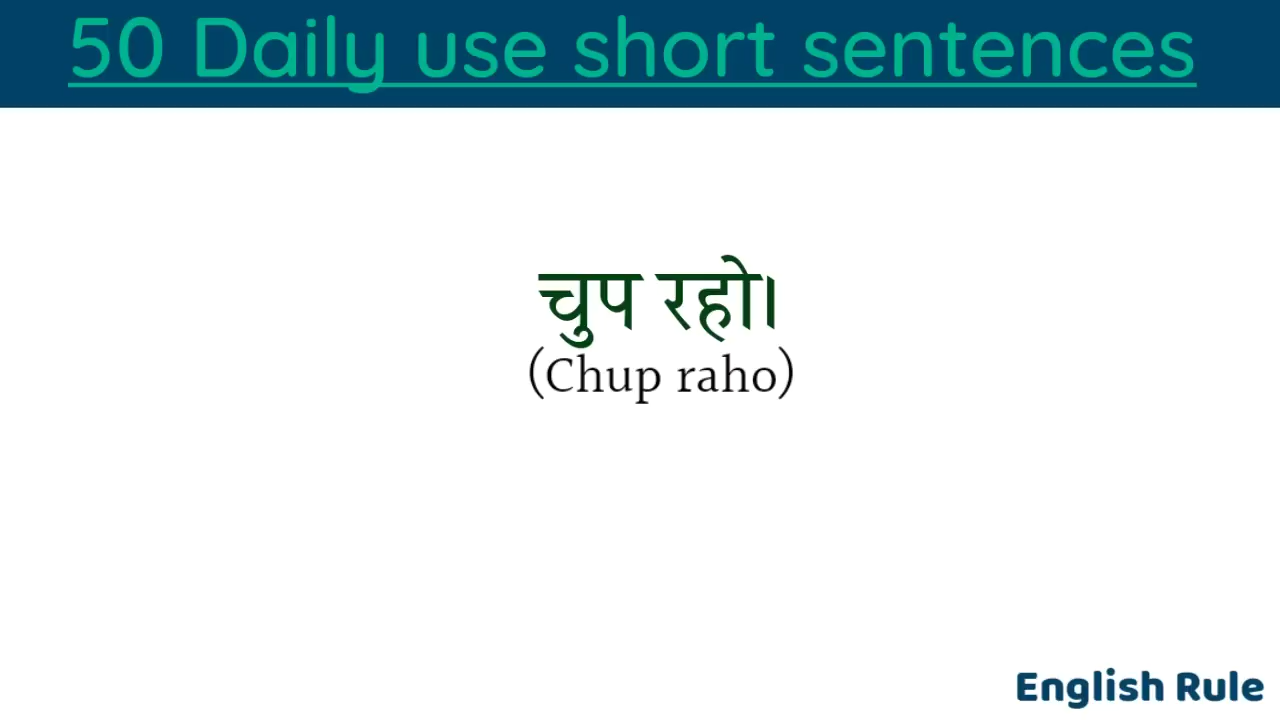 50 Daily use short sentences
चुप रहो।
(Chup raho)
English Rule